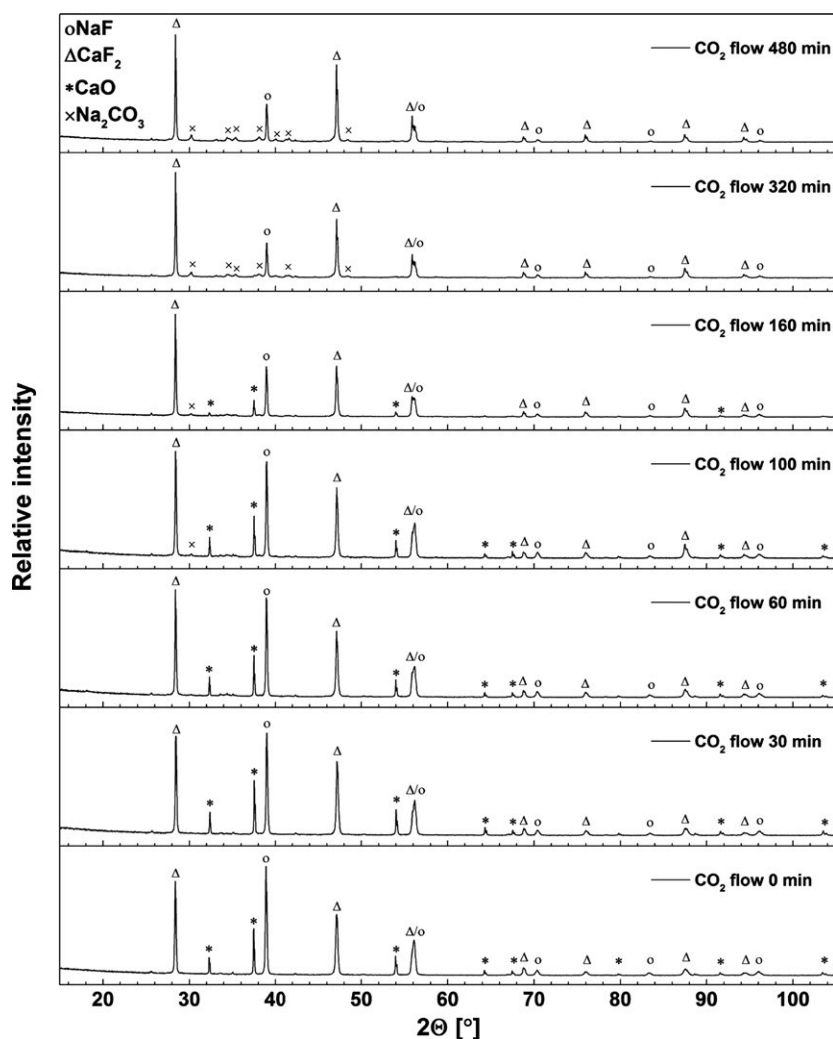 oNaF
ΔCaF₂
*CaO
×Na₂CO₃
Δ × × × × o × × Δ × Δ/o Δ o Δ o Δ Δ o
CO₂ flow 480 min
Δ × × × × o × Δ × Δ/o Δ o Δ o Δ Δ o
CO₂ flow 320 min
Δ × * * o Δ * Δ/o Δ o Δ o Δ * Δ o
CO₂ flow 160 min
Δ × * * o Δ * Δ/o * * Δ o Δ o Δ * Δ o *
CO₂ flow 100 min
Δ * * o Δ * Δ/o * * Δ o Δ o Δ * Δ o *
CO₂ flow 60 min
Δ * * o Δ * Δ/o * * Δ o Δ o Δ * Δ o *
CO₂ flow 30 min
Δ * * o Δ * Δ/o * * Δ o Δ * o Δ * Δ o *
CO₂ flow 0 min
Relative intensity
20 30 40 50 60 70 80 90 100
2Θ [°]